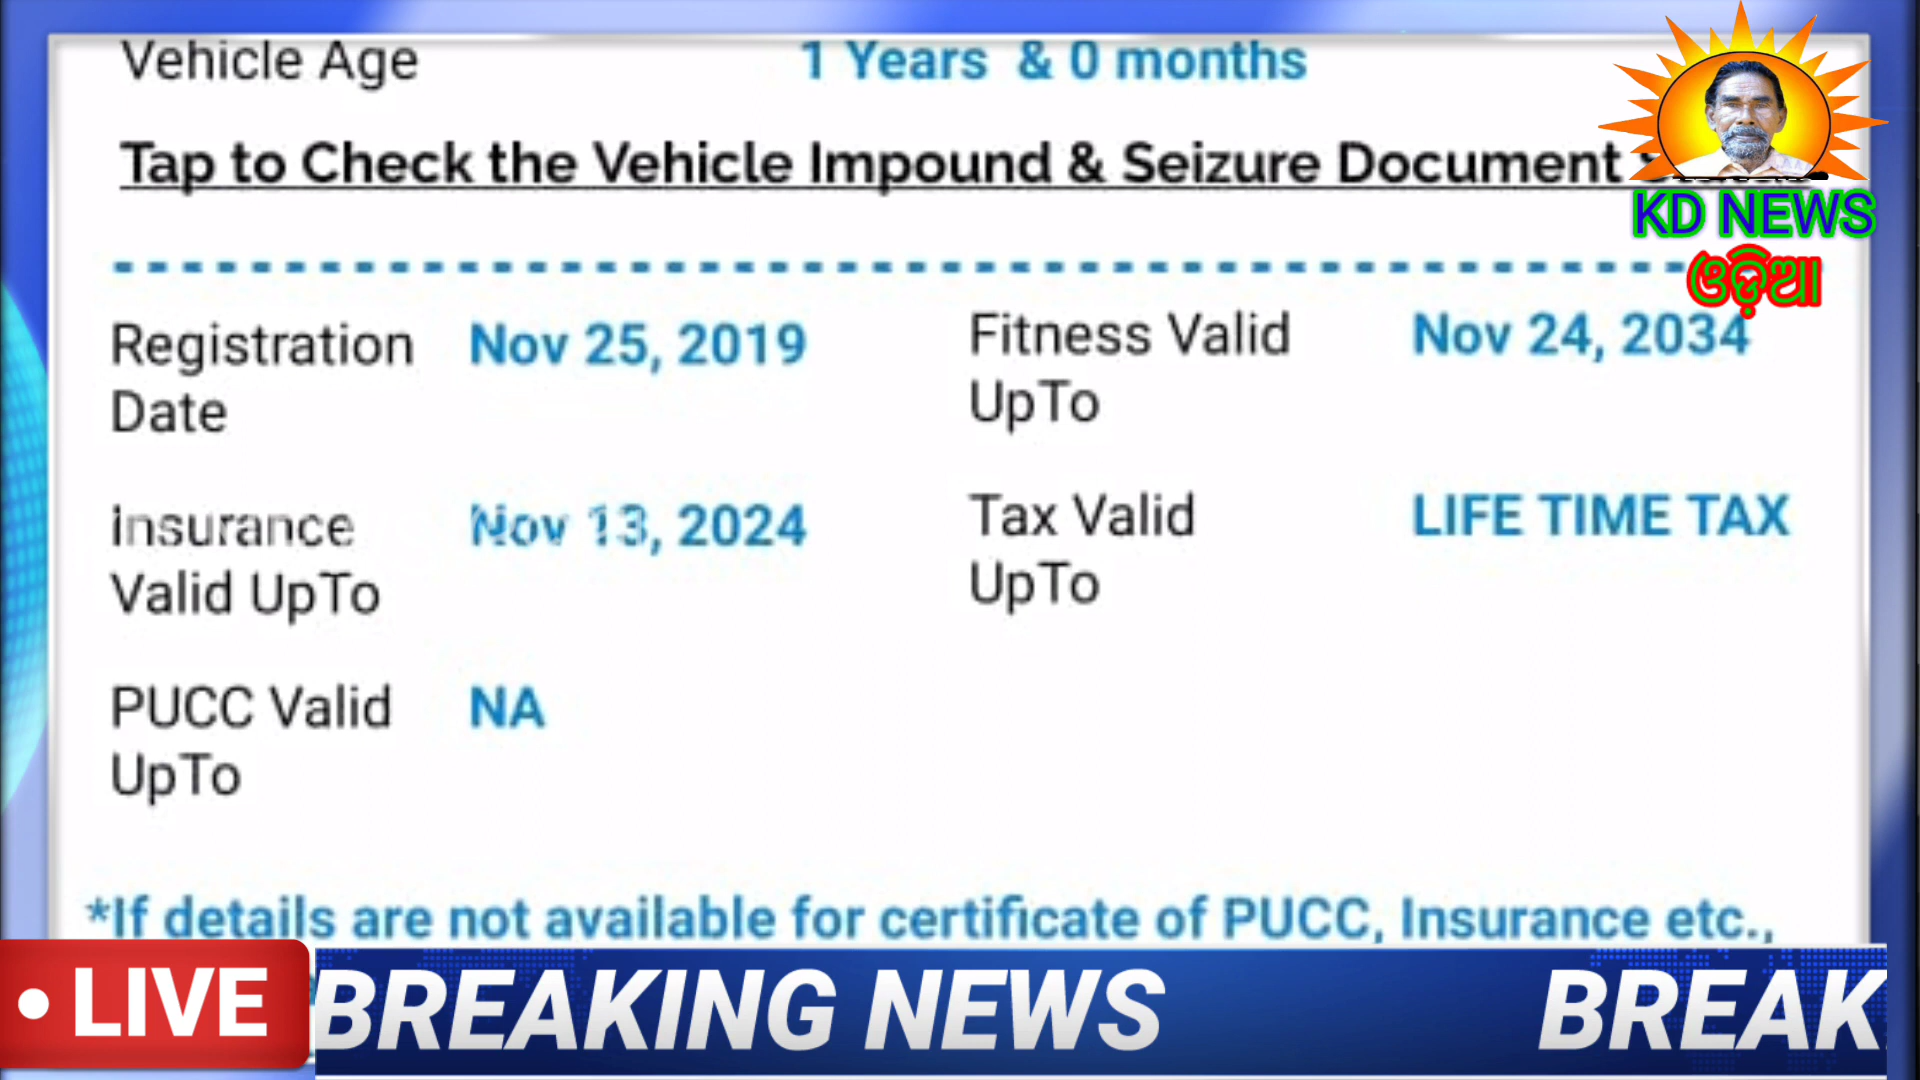 Vehicle Age 1 Years & 0 months
Tap to Check the Vehicle Impound & Seizure Document
KD NEWS
ଓଡ଼ିଆ
Registration Date Nov 25, 2019
Fitness Valid UpTo Nov 24, 2034
Insurance Valid UpTo Nov 13, 2024
Tax Valid UpTo LIFE TIME TAX
PUCC Valid UpTo NA
*If details are not available for certificate of PUCC, Insurance etc.,
• LIVE BREAKING NEWS BREAK